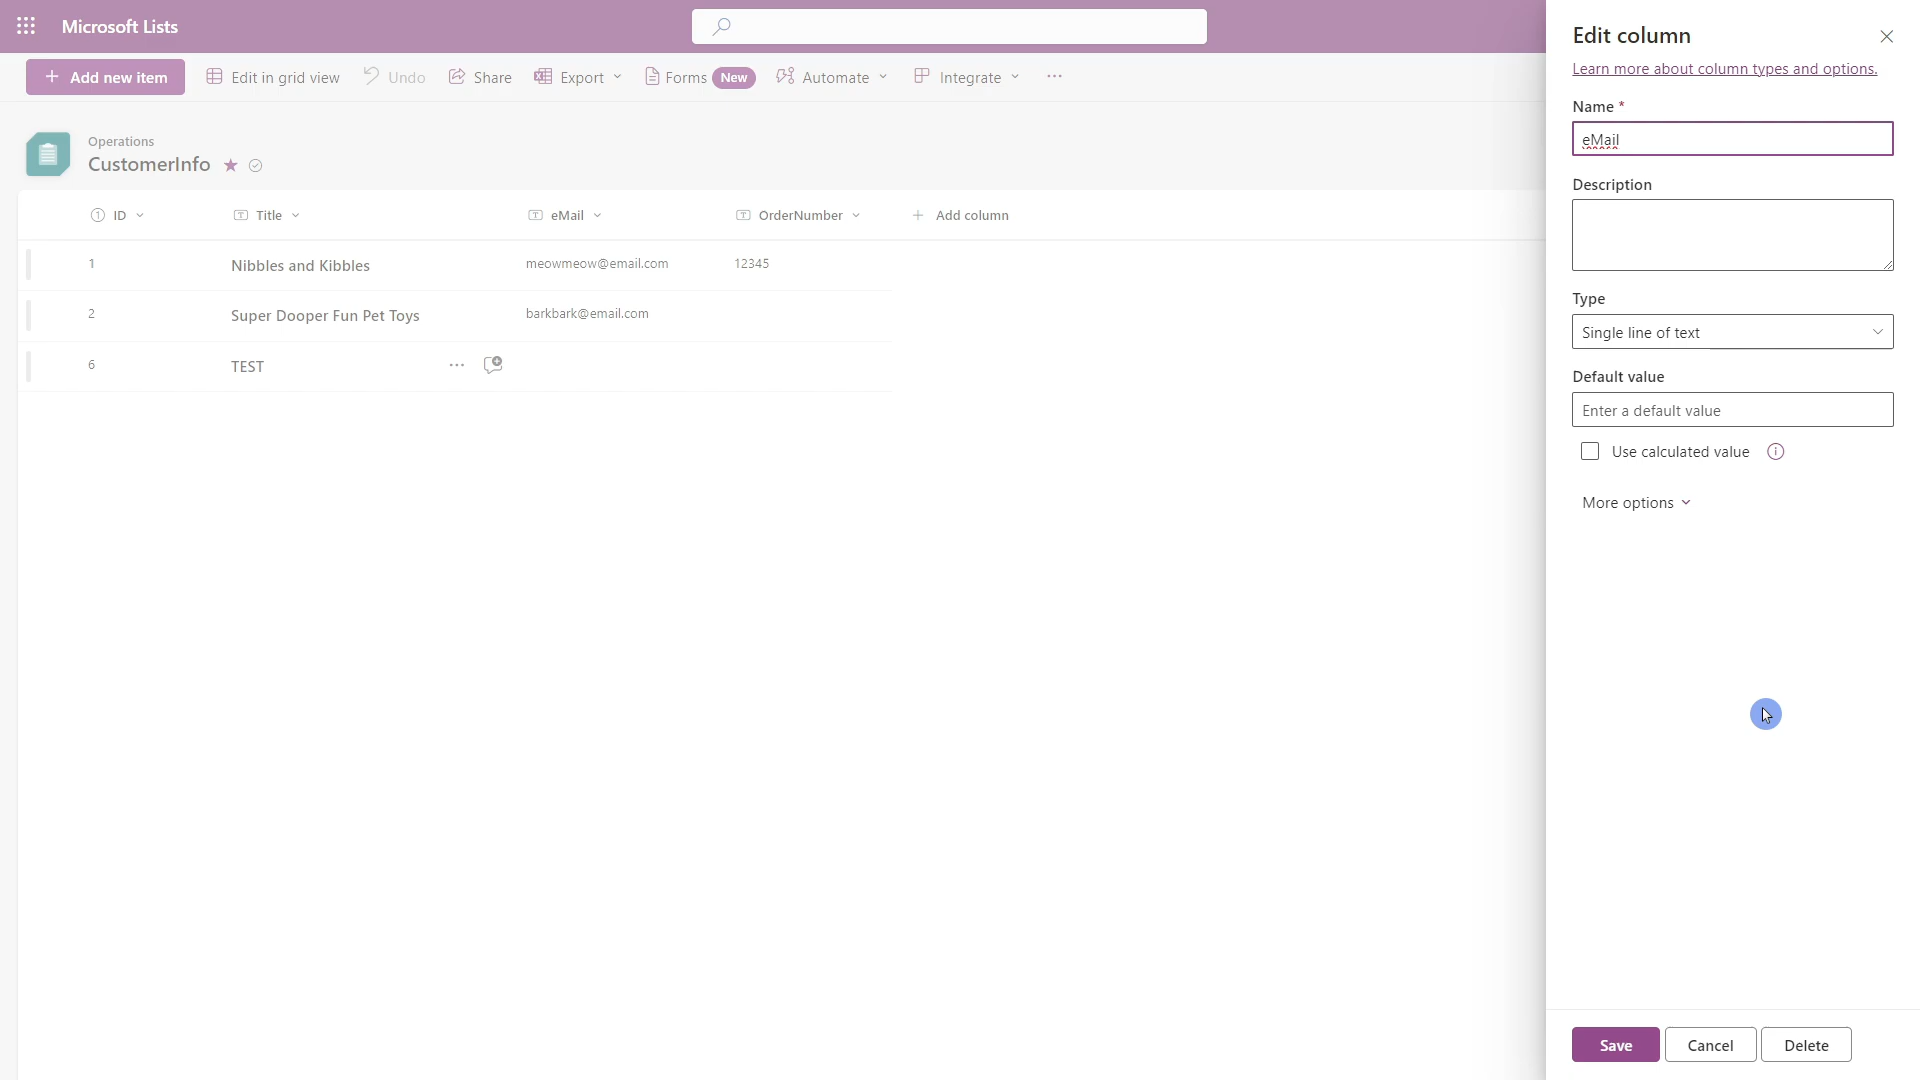 Microsoft Lists
Add new item Edit in grid view Undo Share Export Forms New Automate Integrate
Operations
CustomerInfo
ID Title eMail OrderNumber Add column
1 Nibbles and Kibbles meowmeow@email.com 12345
2 Super Dooper Fun Pet Toys barkbark@email.com
6 TEST
Edit column
Learn more about column types and options.
Name *
eMail
Description
Type
Single line of text
Default value
Enter a default value
Use calculated value
More options
Save Cancel Delete